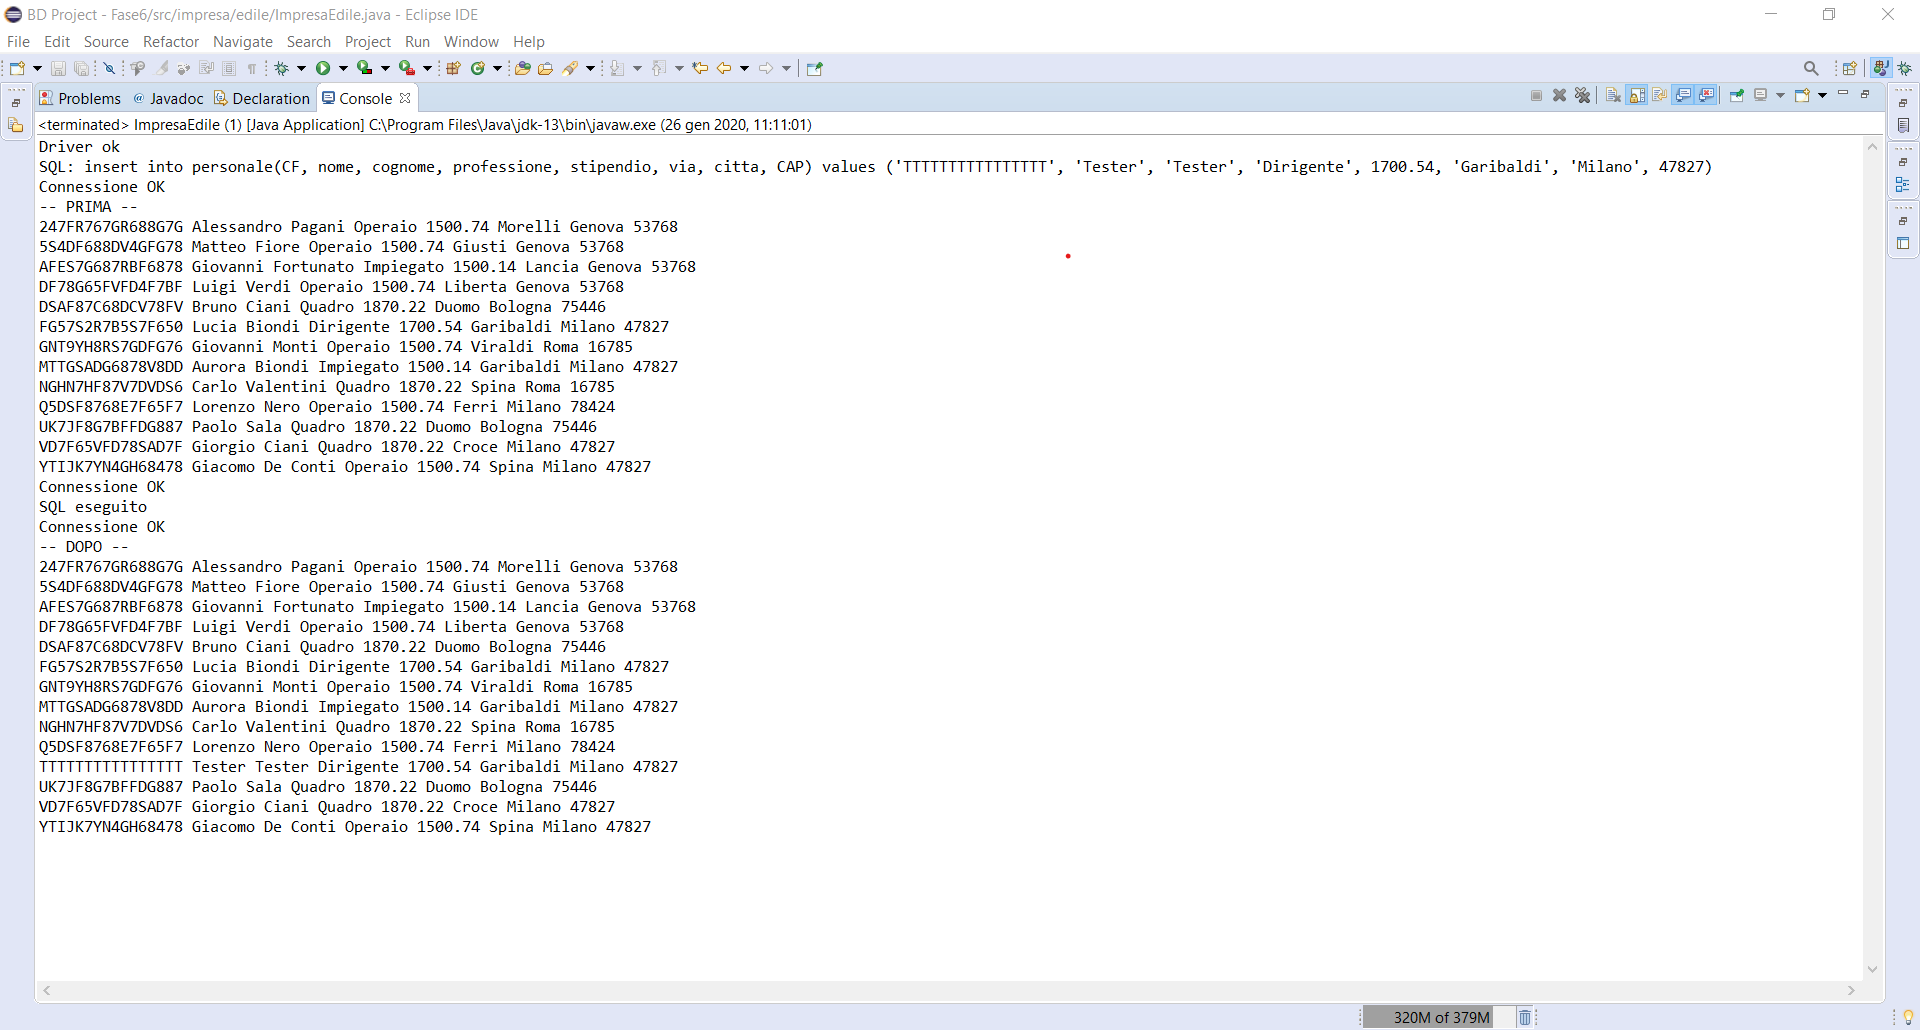 BD Project - Fase6/src/impresa/edile/ImpresaEdile.java - Eclipse IDE
File Edit Source Refactor Navigate Search Project Run Window Help
Problems @ Javadoc Declaration Console
<terminated> ImpresaEdile (1) [Java Application] C:\Program Files\Java\jdk-13\bin\javaw.exe (26 gen 2020, 11:11:01)
Driver ok
SQL: insert into personale(CF, nome, cognome, professione, stipendio, via, citta, CAP) values ('TTTTTTTTTTTTTTTT', 'Tester', 'Tester', 'Dirigente', 1700.54, 'Garibaldi', 'Milano', 47827)
Connessione OK
-- PRIMA --
247FR767GR688G7G Alessandro Pagani Operaio 1500.74 Morelli Genova 53768
5S4DF688DV4GFG78 Matteo Fiore Operaio 1500.74 Giusti Genova 53768
AFES7G687RBF6878 Giovanni Fortunato Impiegato 1500.14 Lancia Genova 53768
DF78G65FVFD4F7BF Luigi Verdi Operaio 1500.74 Liberta Genova 53768
DSAF87C68DCV78FV Bruno Ciani Quadro 1870.22 Duomo Bologna 75446
FG57S2R7B5S7F650 Lucia Biondi Dirigente 1700.54 Garibaldi Milano 47827
GNT9YH8RS7GDFG76 Giovanni Monti Operaio 1500.74 Viraldi Roma 16785
MTTGSADG6878V8DD Aurora Biondi Impiegato 1500.14 Garibaldi Milano 47827
NGHN7HF87V7DVDS6 Carlo Valentini Quadro 1870.22 Spina Roma 16785
Q5DSF8768E7F65F7 Lorenzo Nero Operaio 1500.74 Ferri Milano 78424
UK7JF8G7BFFDG887 Paolo Sala Quadro 1870.22 Duomo Bologna 75446
VD7F65VFD78SAD7F Giorgio Ciani Quadro 1870.22 Croce Milano 47827
YTIJK7YN4GH68478 Giacomo De Conti Operaio 1500.74 Spina Milano 47827
Connessione OK
SQL eseguito
Connessione OK
-- DOPO --
247FR767GR688G7G Alessandro Pagani Operaio 1500.74 Morelli Genova 53768
5S4DF688DV4GFG78 Matteo Fiore Operaio 1500.74 Giusti Genova 53768
AFES7G687RBF6878 Giovanni Fortunato Impiegato 1500.14 Lancia Genova 53768
DF78G65FVFD4F7BF Luigi Verdi Operaio 1500.74 Liberta Genova 53768
DSAF87C68DCV78FV Bruno Ciani Quadro 1870.22 Duomo Bologna 75446
FG57S2R7B5S7F650 Lucia Biondi Dirigente 1700.54 Garibaldi Milano 47827
GNT9YH8RS7GDFG76 Giovanni Monti Operaio 1500.74 Viraldi Roma 16785
MTTGSADG6878V8DD Aurora Biondi Impiegato 1500.14 Garibaldi Milano 47827
NGHN7HF87V7DVDS6 Carlo Valentini Quadro 1870.22 Spina Roma 16785
Q5DSF8768E7F65F7 Lorenzo Nero Operaio 1500.74 Ferri Milano 78424
TTTTTTTTTTTTTTTT Tester Tester Dirigente 1700.54 Garibaldi Milano 47827
UK7JF8G7BFFDG887 Paolo Sala Quadro 1870.22 Duomo Bologna 75446
VD7F65VFD78SAD7F Giorgio Ciani Quadro 1870.22 Croce Milano 47827
YTIJK7YN4GH68478 Giacomo De Conti Operaio 1500.74 Spina Milano 47827
320M of 379M